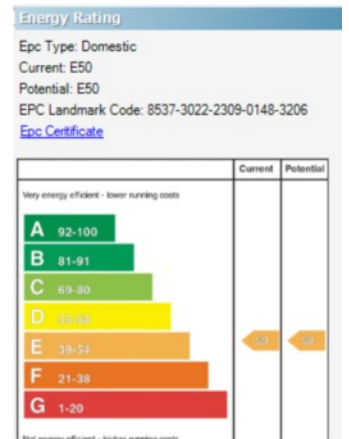 Energy Rating
Epc Type: Domestic
Current: E50
Potential: E50
EPC Landmark Code: 8537-3022-2309-0148-3206
Epc Certificate
Current Potential
Very energy efficient - lower running costs
A 92-100
B 81-91
C 69-80
D 55-68
E 39-54
F 21-38
G 1-20
Not energy efficient - higher running costs